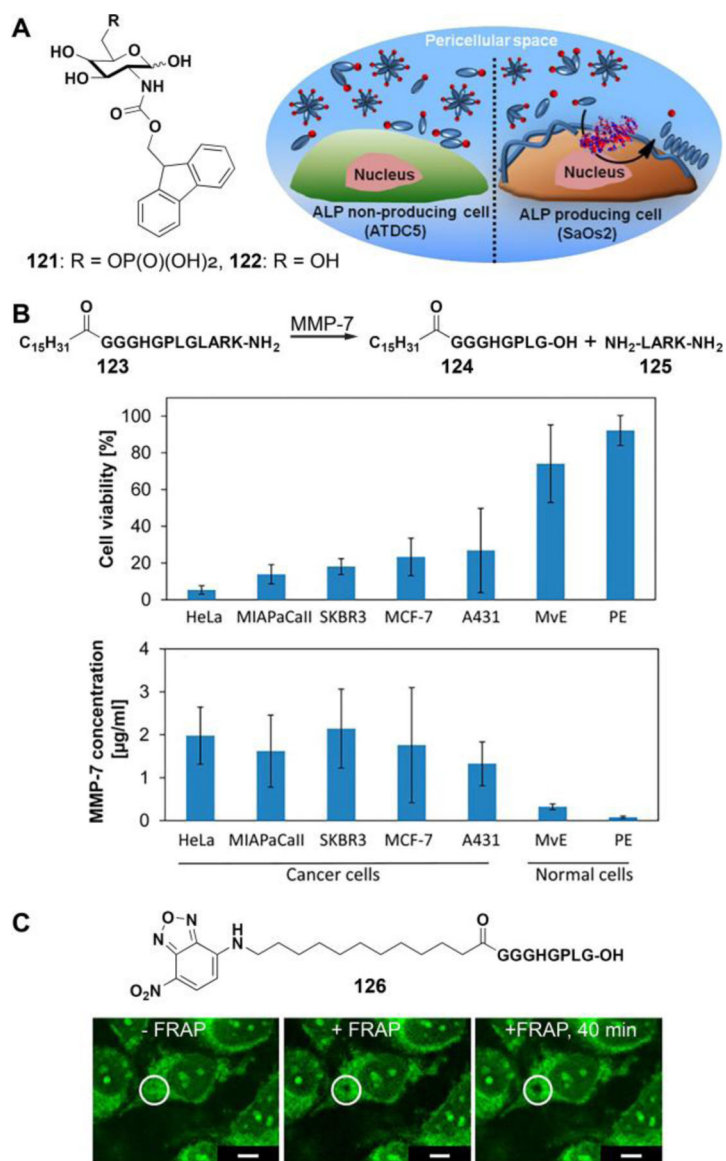 A
R
HO
O
OH
HO
NH
O
O
Pericellular space
Nucleus
Nucleus
ALP non-producing cell
(ATDC5)
ALP producing cell
(SaOs2)
121: R = OP(O)(OH)2, 122: R = OH
B
O
C15H31 GGGHGPLGLARK-NH2
123
MMP-7
O
C15H31 GGGHGPLG-OH + NH2-LARK-NH2
124 125
Cell viability [%]
100
80
60
40
20
0
HeLa MIAPaCaII SKBR3 MCF-7 A431 MvE PE
MMP-7 concentration
[µg/ml]
4
3
2
1
0
HeLa MIAPaCaII SKBR3 MCF-7 A431 MvE PE
Cancer cells Normal cells
C
N O N
H
N
O
GGGHGPLG-OH
O2N
126
- FRAP + FRAP +FRAP, 40 min